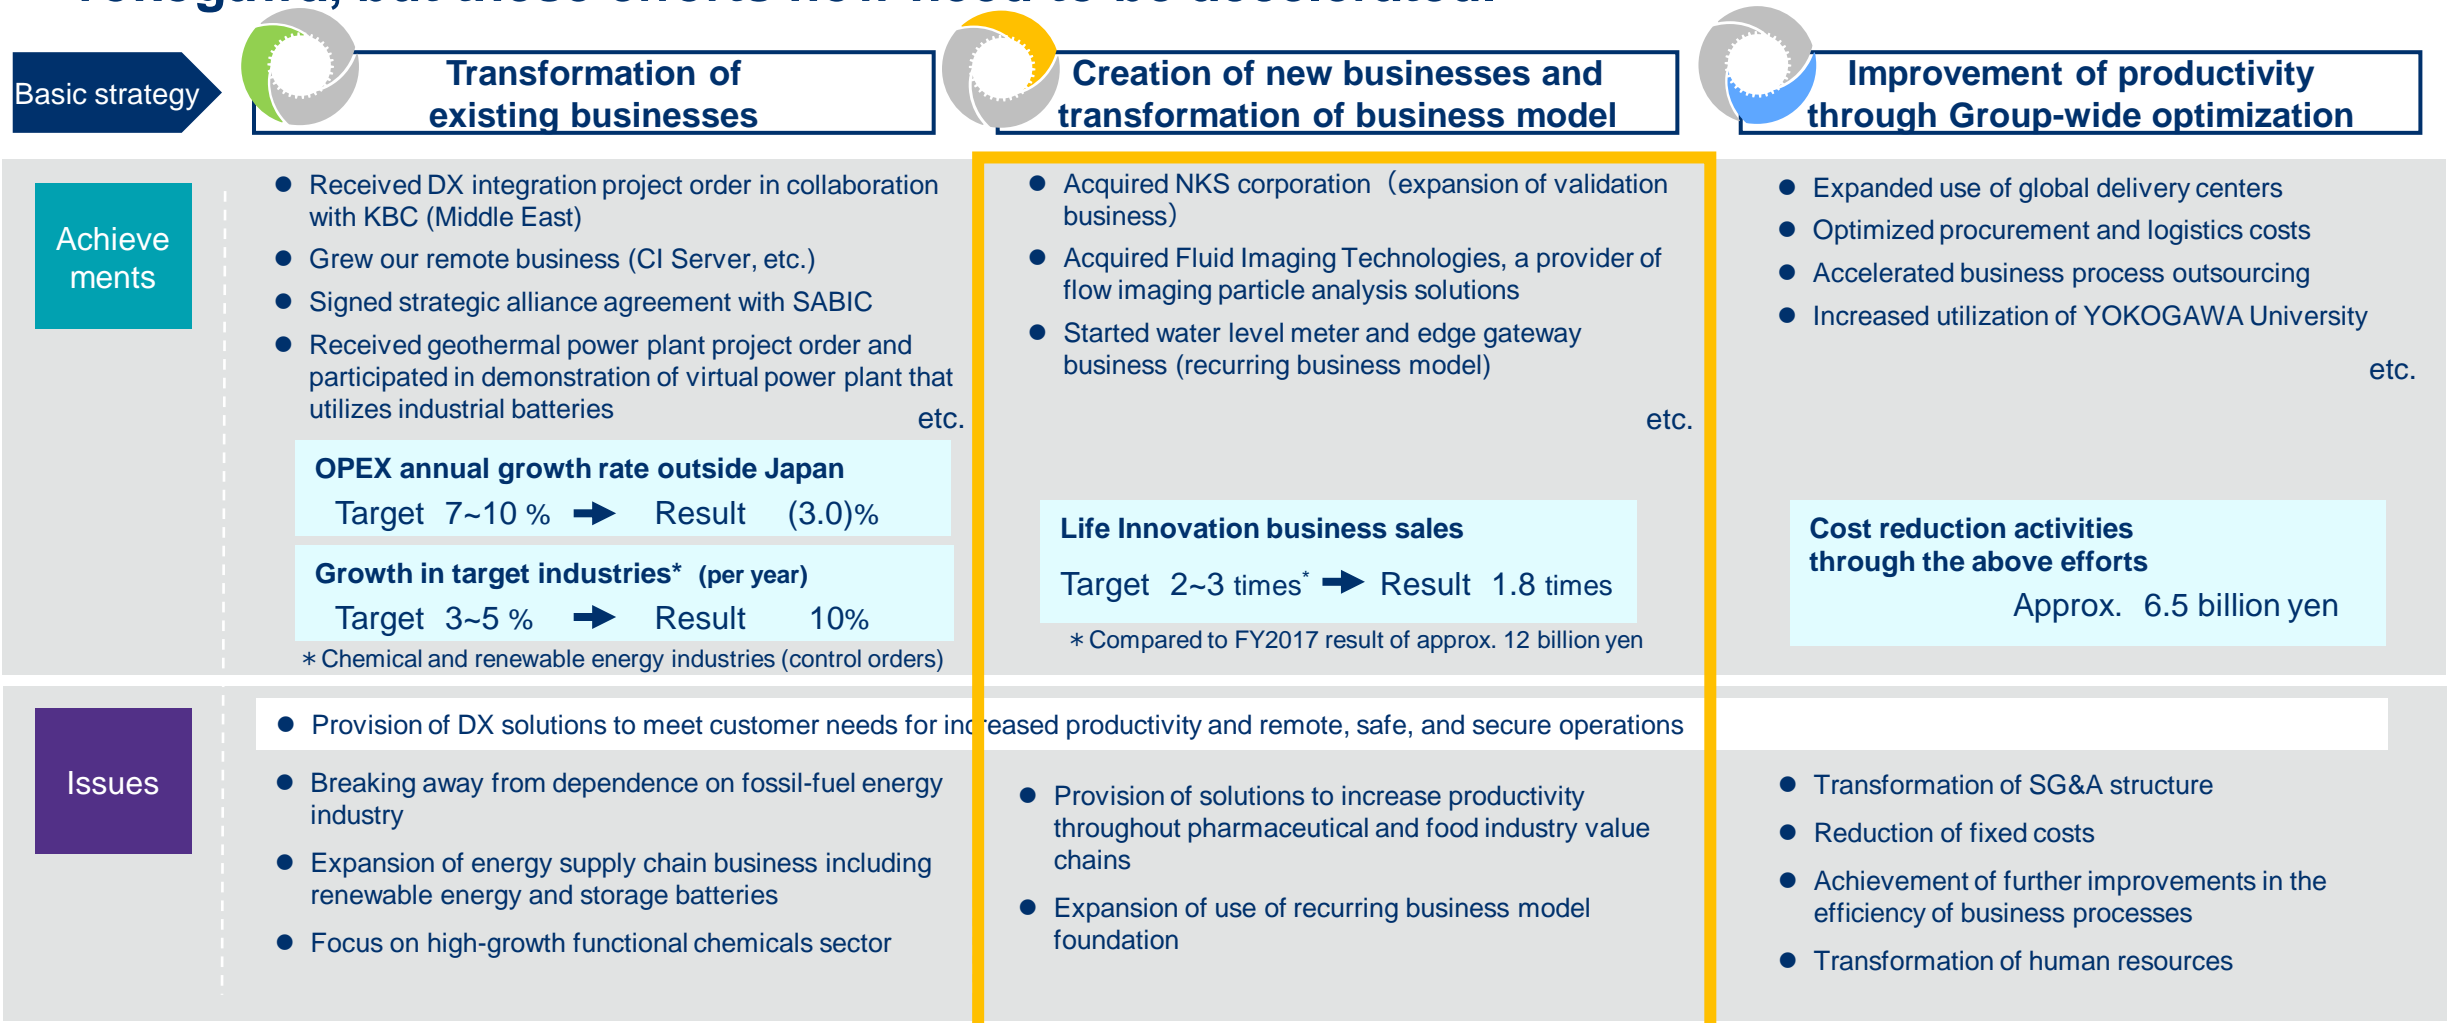 Yokogawa, but these efforts now need to be accelerated.
Basic strategy
Transformation of
existing businesses
Creation of new businesses and
transformation of business model
Improvement of productivity
through Group-wide optimization
Achieve
ments
● Received DX integration project order in collaboration
with KBC (Middle East)
● Grew our remote business (CI Server, etc.)
● Signed strategic alliance agreement with SABIC
● Received geothermal power plant project order and
participated in demonstration of virtual power plant that
utilizes industrial batteries
etc.
OPEX annual growth rate outside Japan
Target 7~10 % ➡ Result (3.0)%
Growth in target industries* (per year)
Target 3~5 % ➡ Result 10%
＊Chemical and renewable energy industries (control orders)
● Acquired NKS corporation（expansion of validation
business）
● Acquired Fluid Imaging Technologies, a provider of
flow imaging particle analysis solutions
● Started water level meter and edge gateway
business (recurring business model)
etc.
Life Innovation business sales
Target 2~3 times* ➡ Result 1.8 times
＊Compared to FY2017 result of approx. 12 billion yen
● Expanded use of global delivery centers
● Optimized procurement and logistics costs
● Accelerated business process outsourcing
● Increased utilization of YOKOGAWA University
etc.
Cost reduction activities
through the above efforts
Approx. 6.5 billion yen
Issues
● Provision of DX solutions to meet customer needs for increased productivity and remote, safe, and secure operations
● Breaking away from dependence on fossil-fuel energy
industry
● Expansion of energy supply chain business including
renewable energy and storage batteries
● Focus on high-growth functional chemicals sector
● Provision of solutions to increase productivity
throughout pharmaceutical and food industry value
chains
● Expansion of use of recurring business model
foundation
● Transformation of SG&A structure
● Reduction of fixed costs
● Achievement of further improvements in the
efficiency of business processes
● Transformation of human resources